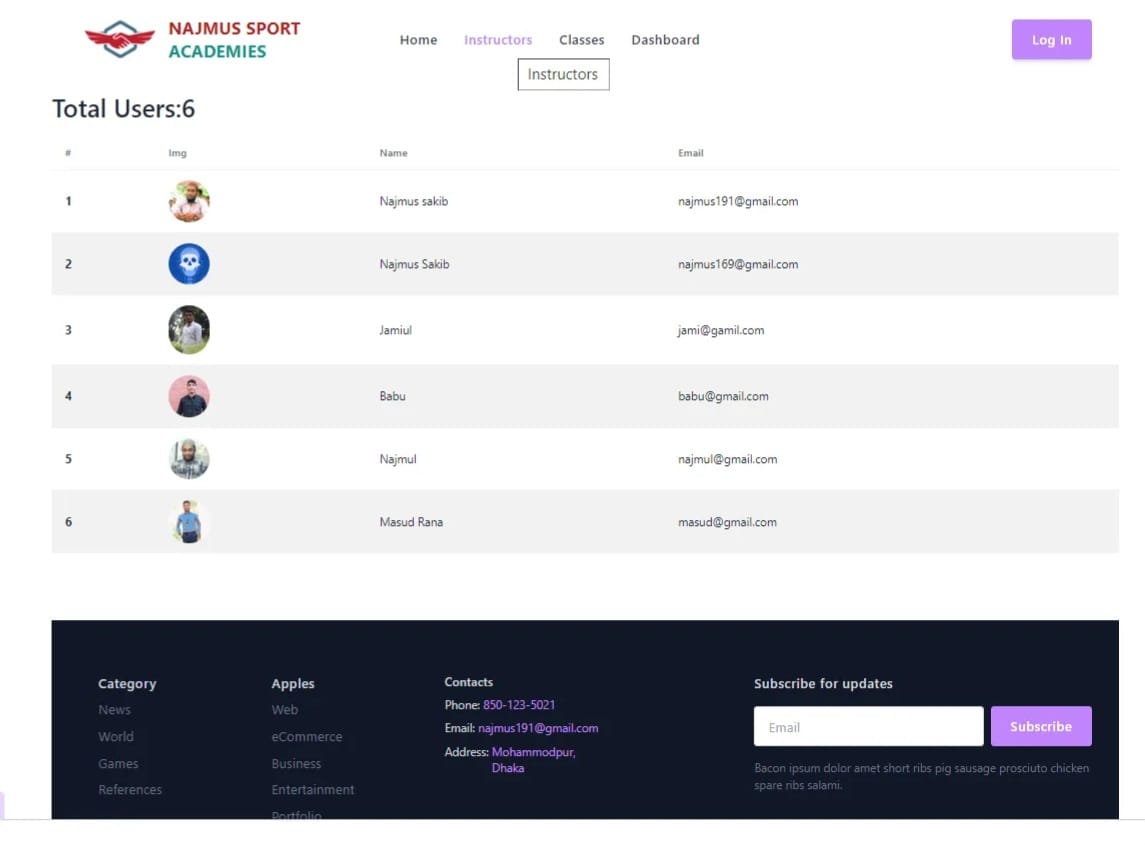 NAJMUS SPORT
ACADEMIES
Home Instructors Classes Dashboard
Log In
Instructors
Total Users:6
# Img Name Email
1 Najmus sakib najmus191@gmail.com
2 Najmus Sakib najmus169@gmail.com
3 Jamiul jami@gamil.com
4 Babu babu@gmail.com
5 Najmul najmul@gmail.com
6 Masud Rana masud@gmail.com
Category
News
World
Games
References
Apples
Web
eCommerce
Business
Entertainment
Portfolio
Contacts
Phone: 850-123-5021
Email: najmus191@gmail.com
Address: Mohammodpur,
Dhaka
Subscribe for updates
Email
Subscribe
Bacon ipsum dolor amet short ribs pig sausage prosciuto chicken
spare ribs salami.